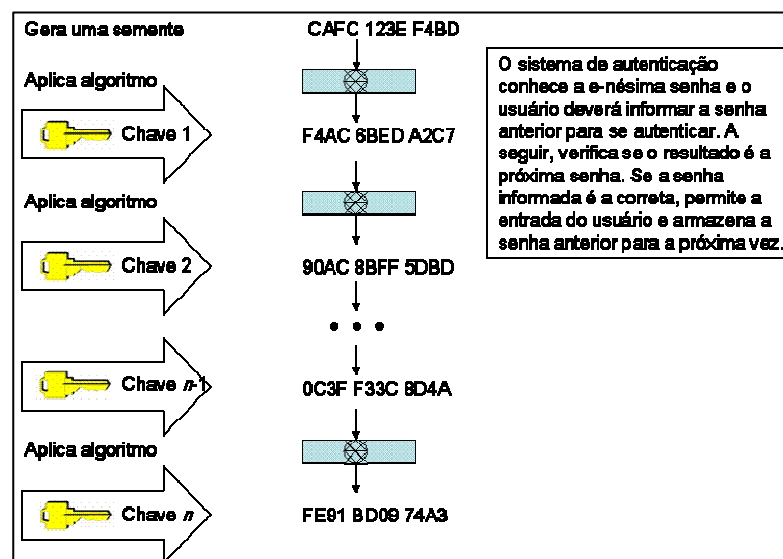 Gera uma semente
CAFC 123E F4BD
Aplica algoritmo
Chave 1
F4AC 6BED A2C7
Aplica algoritmo
Chave 2
90AC 8BFF 5DBD
• • •
Chave n-1
0C3F F33C 8D4A
Aplica algoritmo
Chave n
FE91 BD09 74A3
O sistema de autenticação
conhece a e-nésima senha e o
usuário deverá informar a senha
anterior para se autenticar. A
seguir, verifica se o resultado é a
próxima senha. Se a senha
informada é a correta, permite a
entrada do usuário e armazena a
senha anterior para a próxima vez.